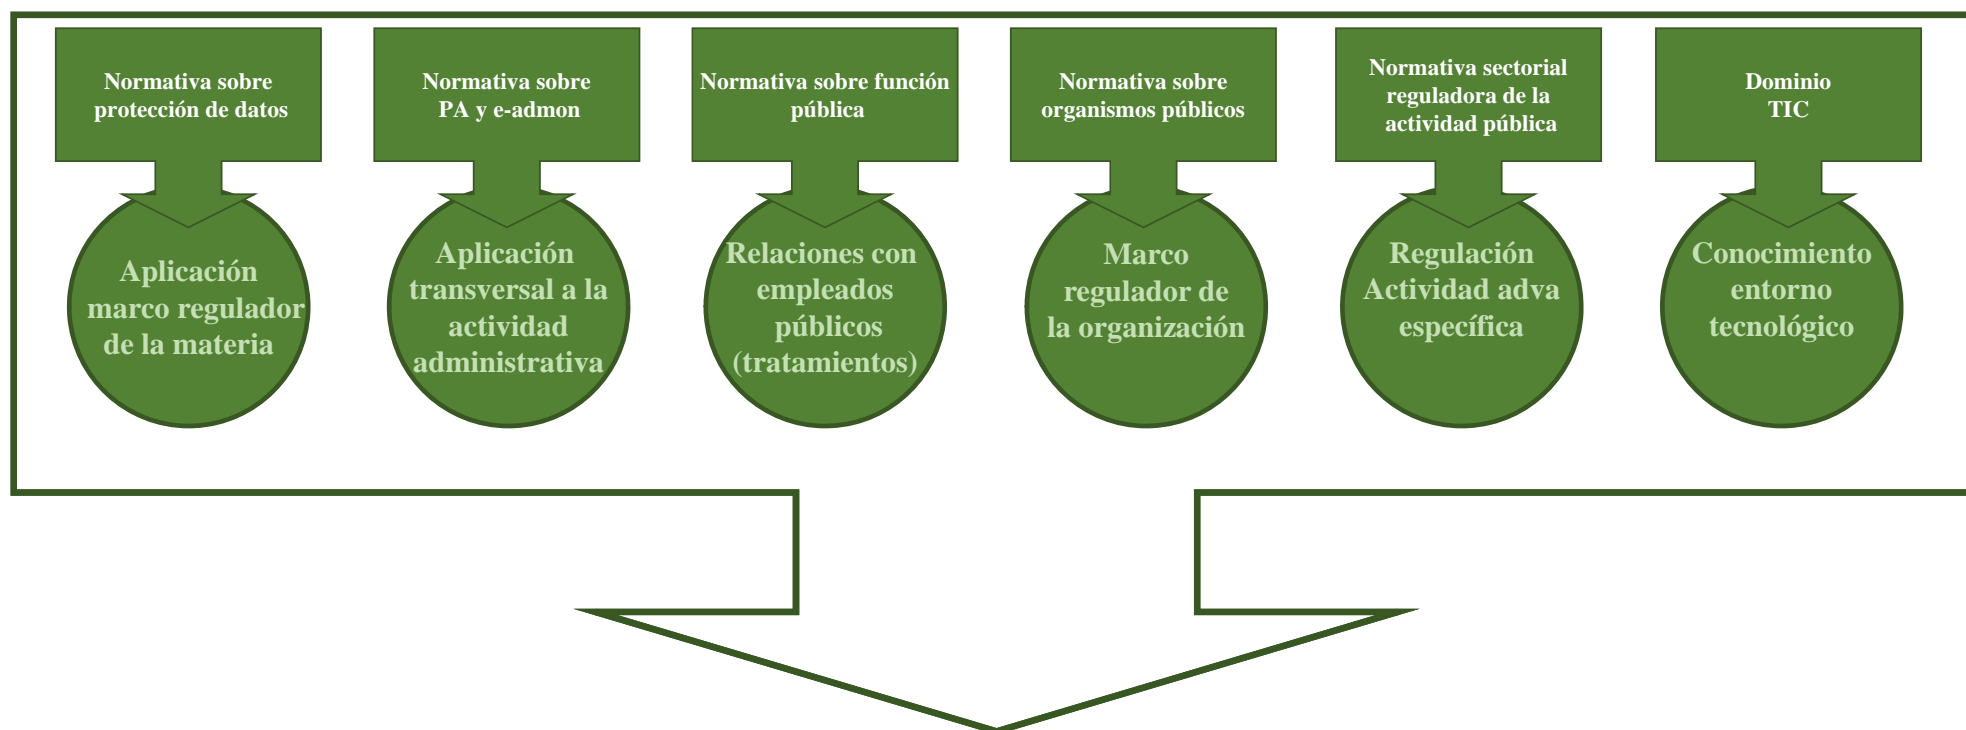 Normativa sobre
protección de datos
Normativa sobre
PA y e-admon
Normativa sobre función
pública
Normativa sobre
organismos públicos
Normativa sectorial
reguladora de la
actividad pública
Dominio
TIC
Aplicación
marco regulador
de la materia
Aplicación
transversal a la
actividad
administrativa
Relaciones con
empleados
públicos
(tratamientos)
Marco
regulador de
la organización
Regulación
Actividad adva
específica
Conocimiento
entorno
tecnológico